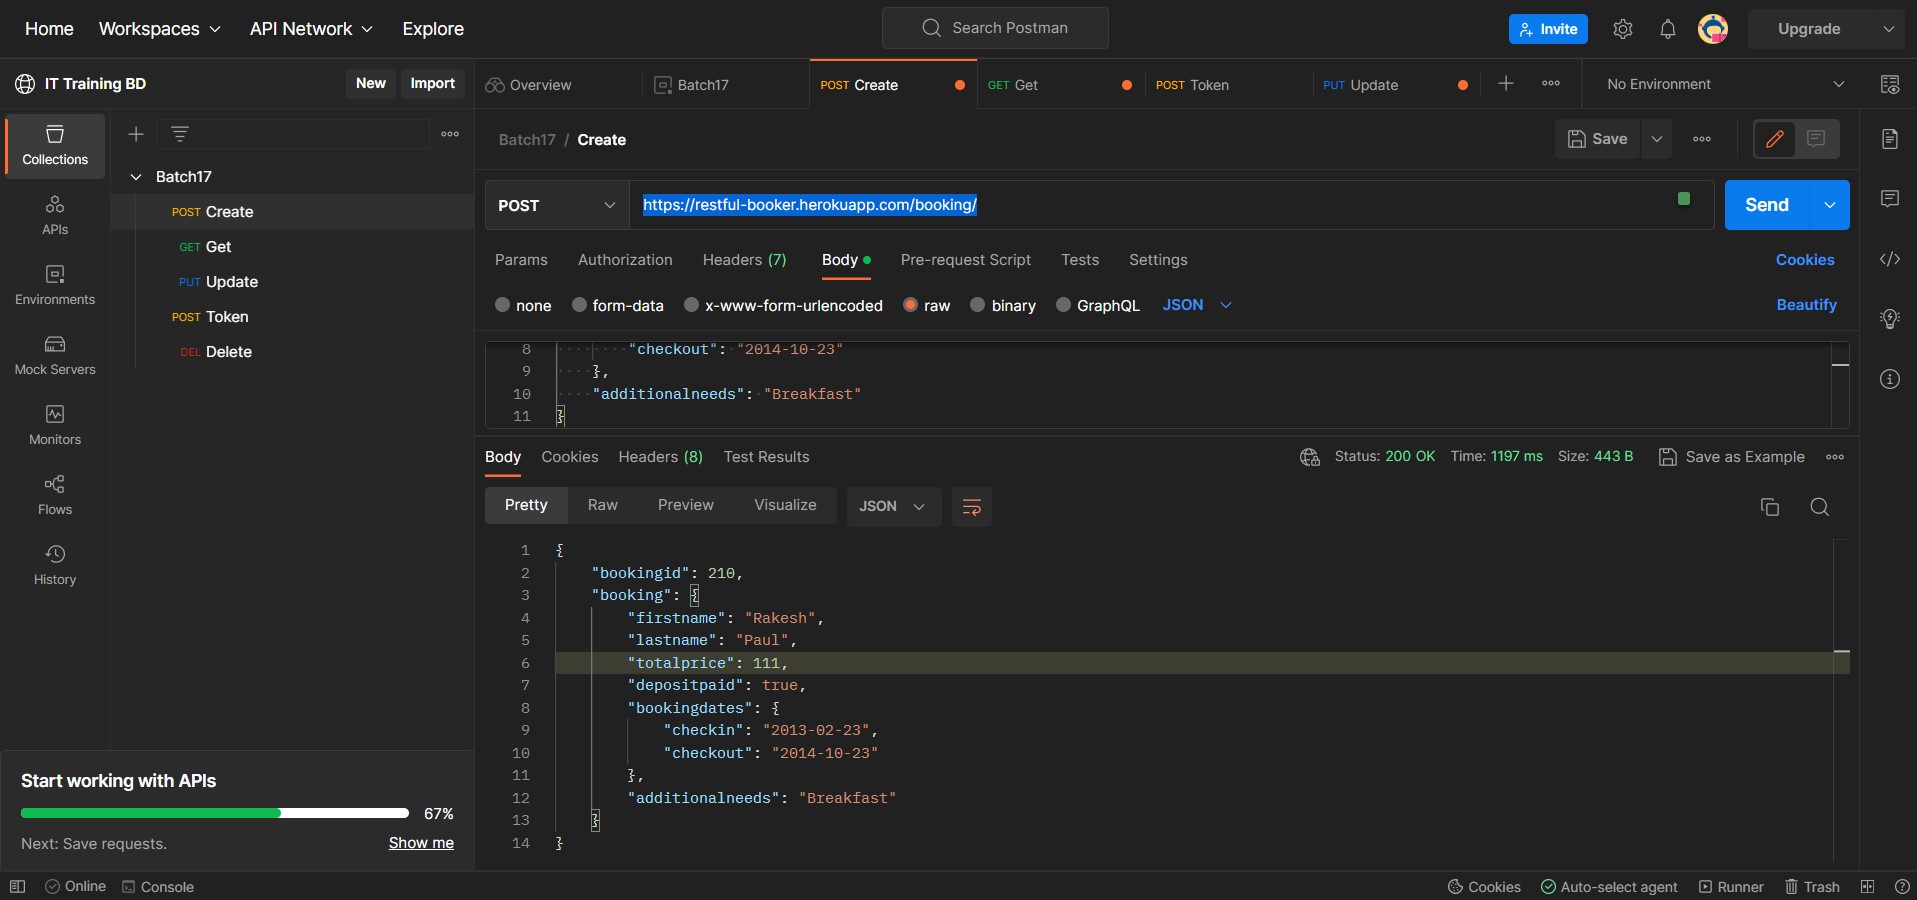 Home Workspaces API Network Explore Search Postman Invite Upgrade
IT Training BD New Import Overview Batch17 POST Create GET Get POST Token PUT Update No Environment
Collections
APIs
Environments
Mock Servers
Monitors
Flows
History
Batch17
POST Create
GET Get
PUT Update
POST Token
DEL Delete
Start working with APIs
67%
Next: Save requests. Show me
Batch17 / Create Save
POST https://restful-booker.herokuapp.com/booking/ Send
Params Authorization Headers (7) Body Pre-request Script Tests Settings Cookies
none form-data x-www-form-urlencoded raw binary GraphQL JSON Beautify
8 "checkout": "2014-10-23"
9 },
10 "additionalneeds": "Breakfast"
11 }
Body Cookies Headers (8) Test Results Status: 200 OK Time: 1197 ms Size: 443 B Save as Example
Pretty Raw Preview Visualize JSON
1 {
2 "bookingid": 210,
3 "booking": {
4 "firstname": "Rakesh",
5 "lastname": "Paul",
6 "totalprice": 111,
7 "depositpaid": true,
8 "bookingdates": {
9 "checkin": "2013-02-23",
10 "checkout": "2014-10-23"
11 },
12 "additionalneeds": "Breakfast"
13 }
14 }
Online Console Cookies Auto-select agent Runner Trash